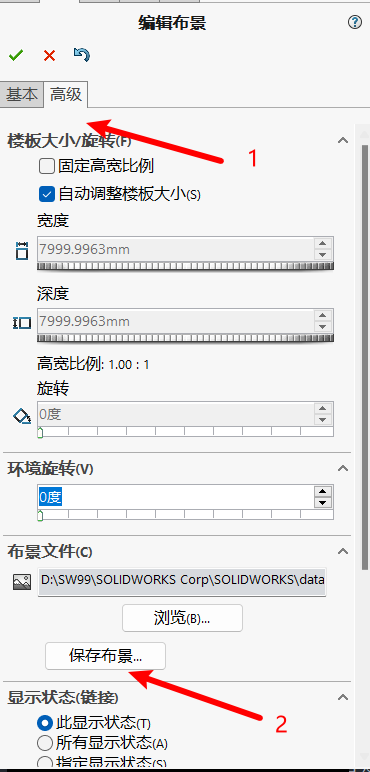 编辑布景
基本 高级
楼板大小/旋转(F)
1
固定高宽比例
自动调整楼板大小(S)
宽度
7999.9963mm
深度
7999.9963mm
高宽比例: 1.00 : 1
旋转
0度
环境旋转(V)
0度
布景文件(C)
D:\SW99\SOLIDWORKS Corp\SOLIDWORKS\data
浏览(B)...
保存布景...
2
显示状态(链接)
此显示状态(T)
所有显示状态(A)
指定显示状态(S)